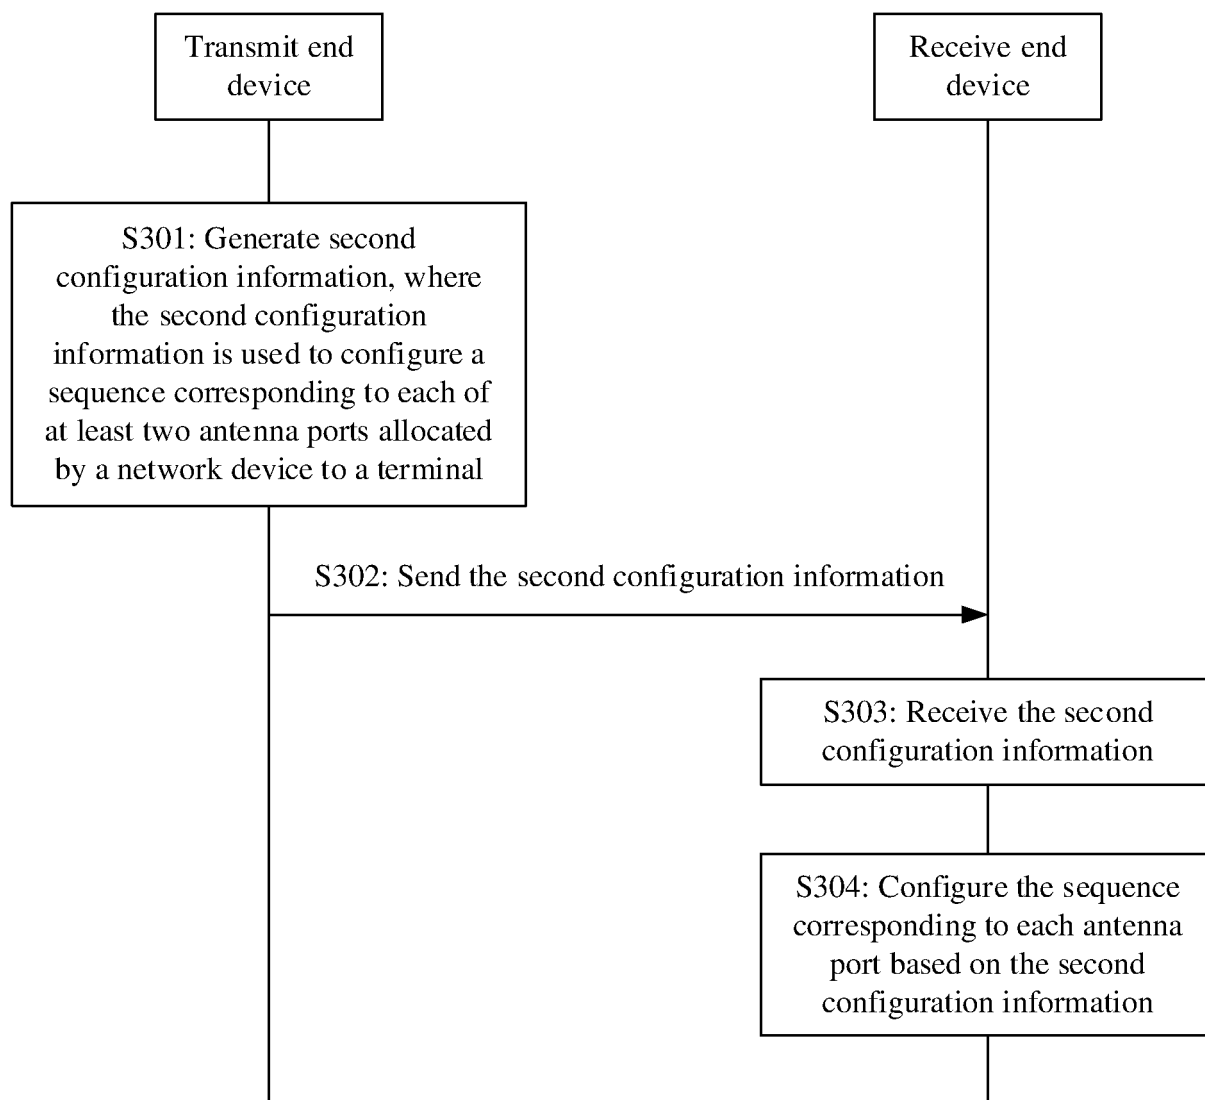 Transmit end
device
Receive end
device
S301: Generate second
configuration information, where
the second configuration
information is used to configure a
sequence corresponding to each of
at least two antenna ports allocated
by a network device to a terminal
S302: Send the second configuration information
S303: Receive the second
configuration information
S304: Configure the sequence
corresponding to each antenna
port based on the second
configuration information